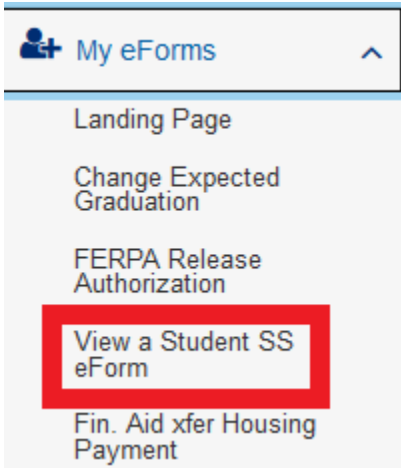 My eForms
Landing Page
Change Expected
Graduation
FERPA Release
Authorization
View a Student SS
eForm
Fin. Aid xfer Housing
Payment